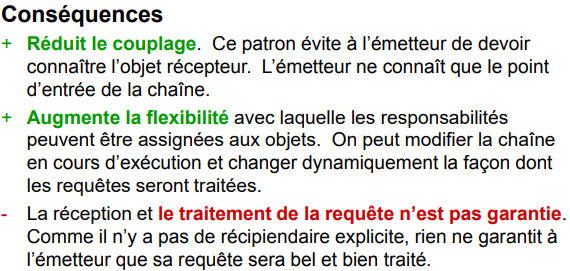 Conséquences
+ Réduit le couplage. Ce patron évite à l’émetteur de devoir
connaître l’objet récepteur. L’émetteur ne connaît que le point
d’entrée de la chaîne.
+ Augmente la flexibilité avec laquelle les responsabilités
peuvent être assignées aux objets. On peut modifier la chaîne
en cours d’exécution et changer dynamiquement la façon dont
les requêtes seront traitées.
- La réception et le traitement de la requête n’est pas garantie.
Comme il n’y a pas de récipiendaire explicite, rien ne garantit à
l’émetteur que sa requête sera bel et bien traité.